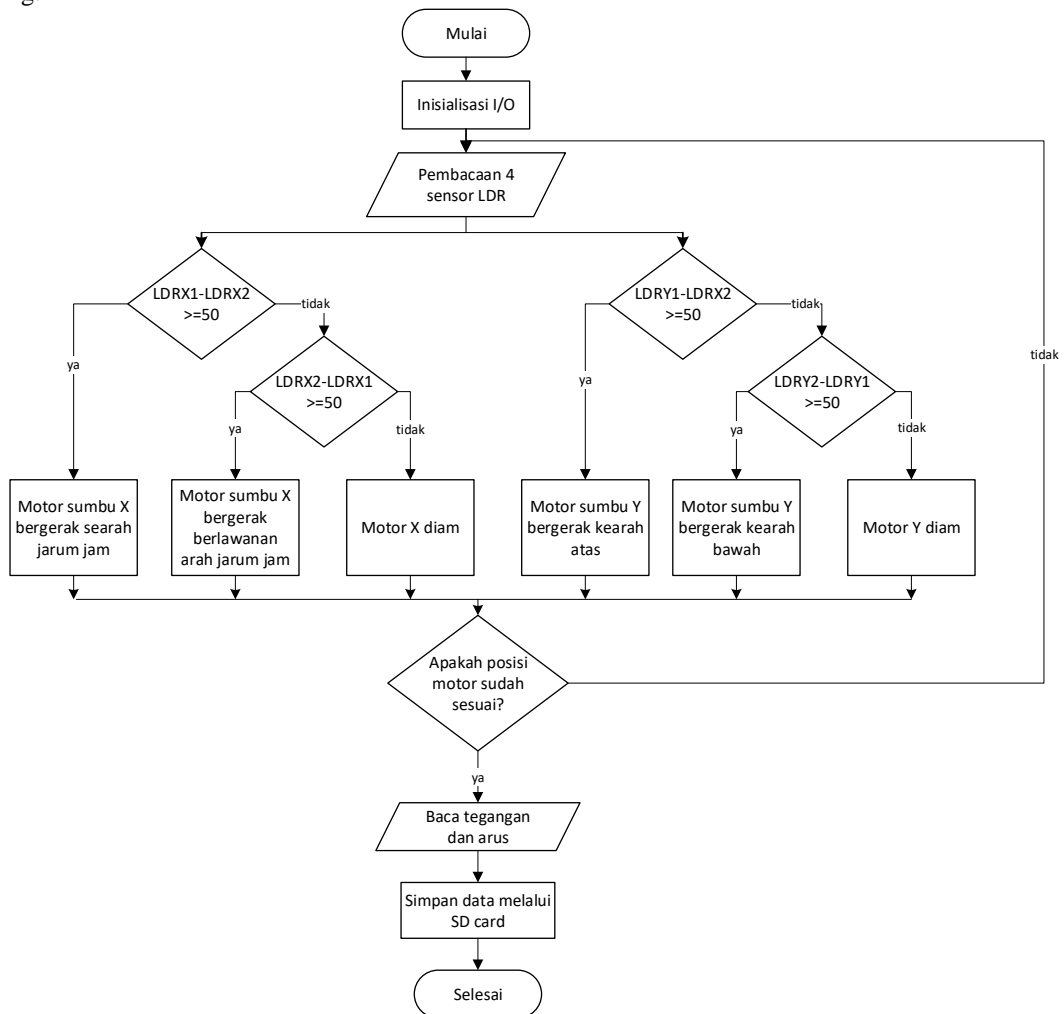 g.
Mulai
Inisialisasi I/O
Pembacaan 4
sensor LDR
LDRX1-LDRX2
>=50
tidak
ya
LDRX2-LDRX1
>=50
ya
tidak
LDRY1-LDRX2
>=50
tidak
ya
LDRY2-LDRY1
>=50
ya
tidak
tidak
Motor sumbu X
bergerak searah
jarum jam
Motor sumbu X
bergerak
berlawanan
arah jarum jam
Motor X diam
Motor sumbu Y
bergerak kearah
atas
Motor sumbu Y
bergerak kearah
bawah
Motor Y diam
Apakah posisi
motor sudah
sesuai?
ya
Baca tegangan
dan arus
Simpan data melalui
SD card
Selesai